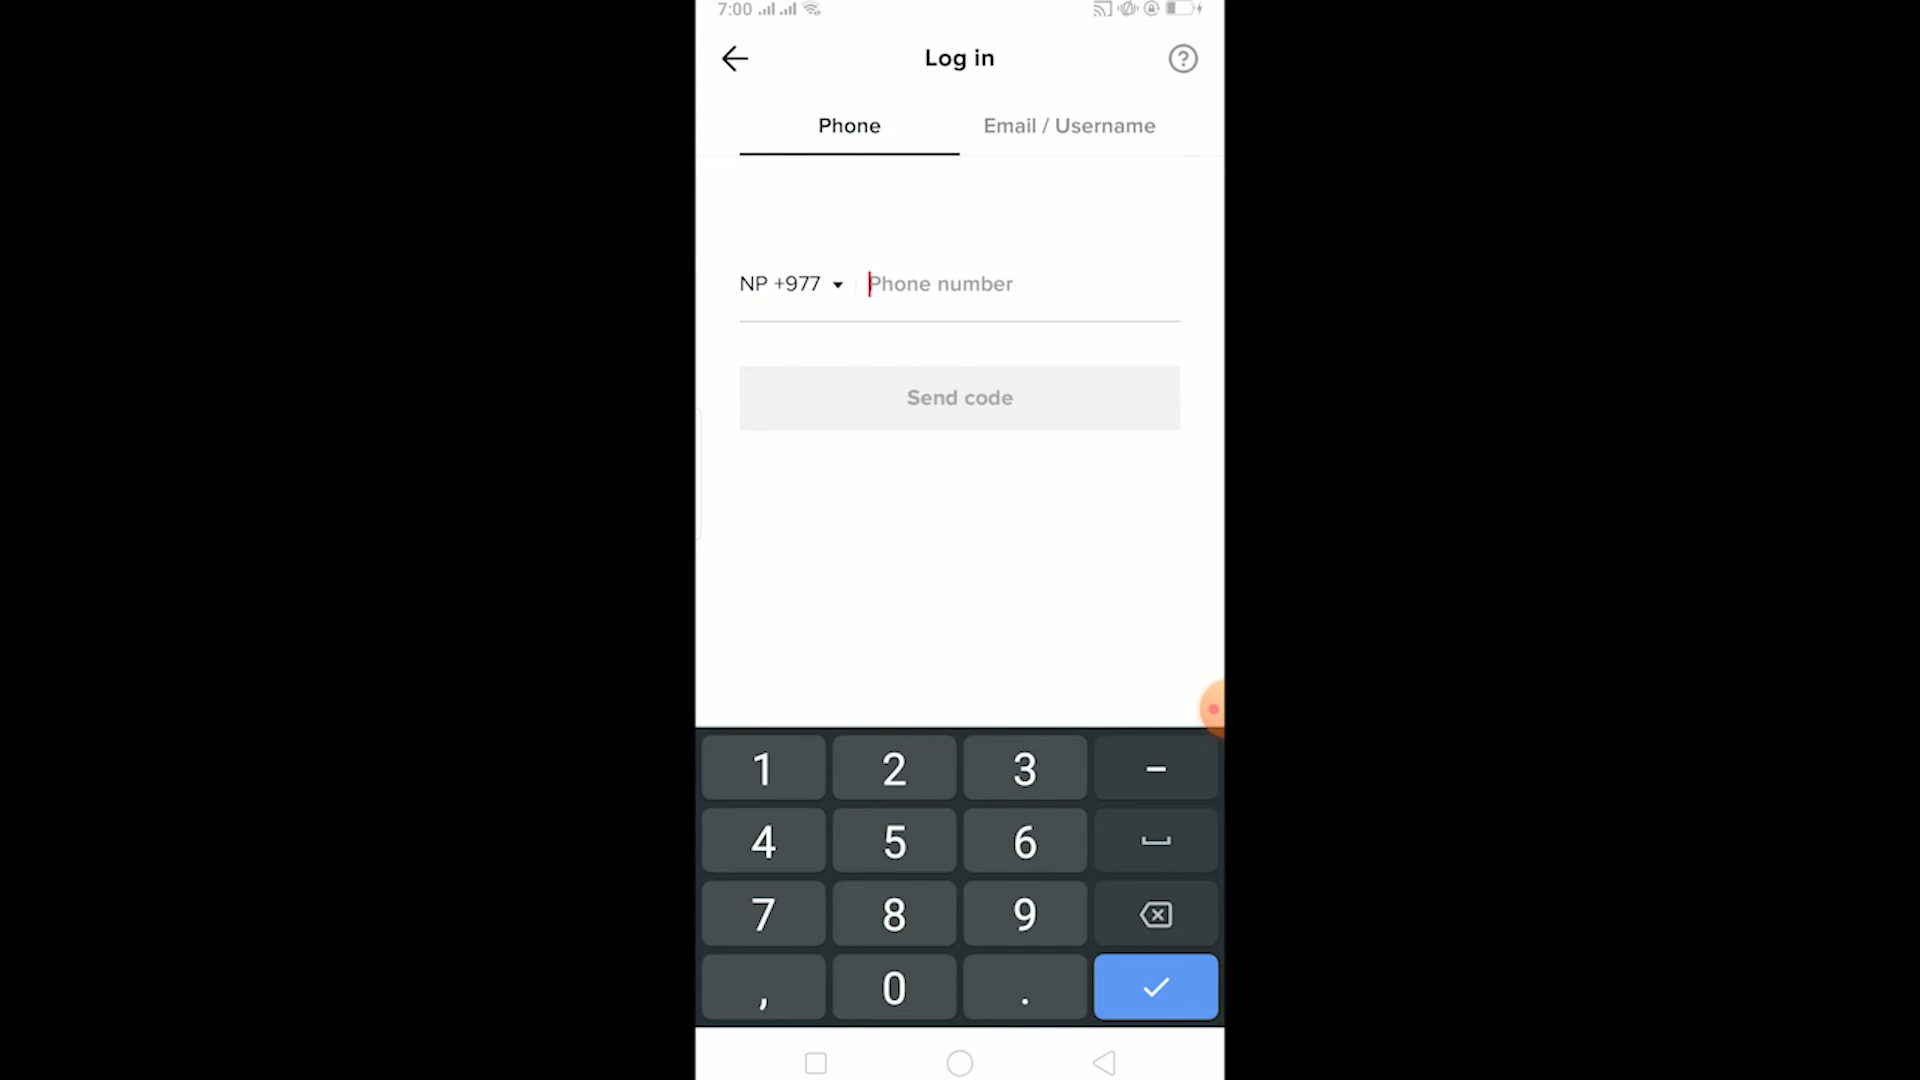 7:00
Log in
?
Phone
Email / Username
NP +977
Phone number
Send code
1 2 3 -
4 5 6
7 8 9
, 0 .